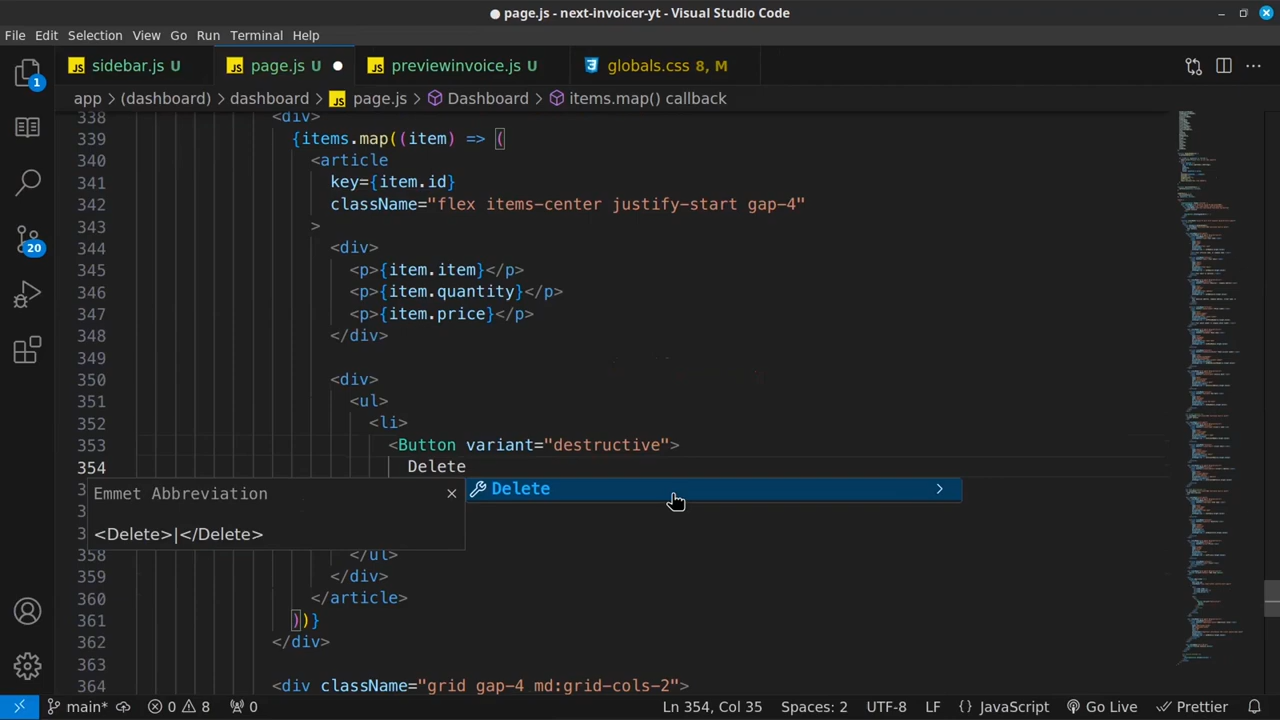 page.js - next-invoicer-yt - Visual Studio Code
File Edit Selection View Go Run Terminal Help
JS sidebar.js U JS page.js U JS previewinvoice.js U globals.css 8, M
app > (dashboard) > dashboard > JS page.js > Dashboard > items.map() callback
338 <div>
339 {items.map((item) => (
340 <article
341 key={item.id}
342 className="flex items-center justify-start gap-4"
343 >
344 <div>
345 <p>{item.item}</p>
346 <p>{item.quantity}</p>
347 <p>{item.price}</p>
348 </div>
349
350 <div>
351 <ul>
352 <li>
353 <Button variant="destructive">
354 Delete
Emmet Abbreviation
Delete
<Delete>|</Delete>
358 </ul>
359 </div>
360 </article>
361 ))}
362 </div>
363
364 <div className="grid gap-4 md:grid-cols-2">
1
20
main* 0 8 0 Ln 354, Col 35 Spaces: 2 UTF-8 LF {} JavaScript Go Live Prettier